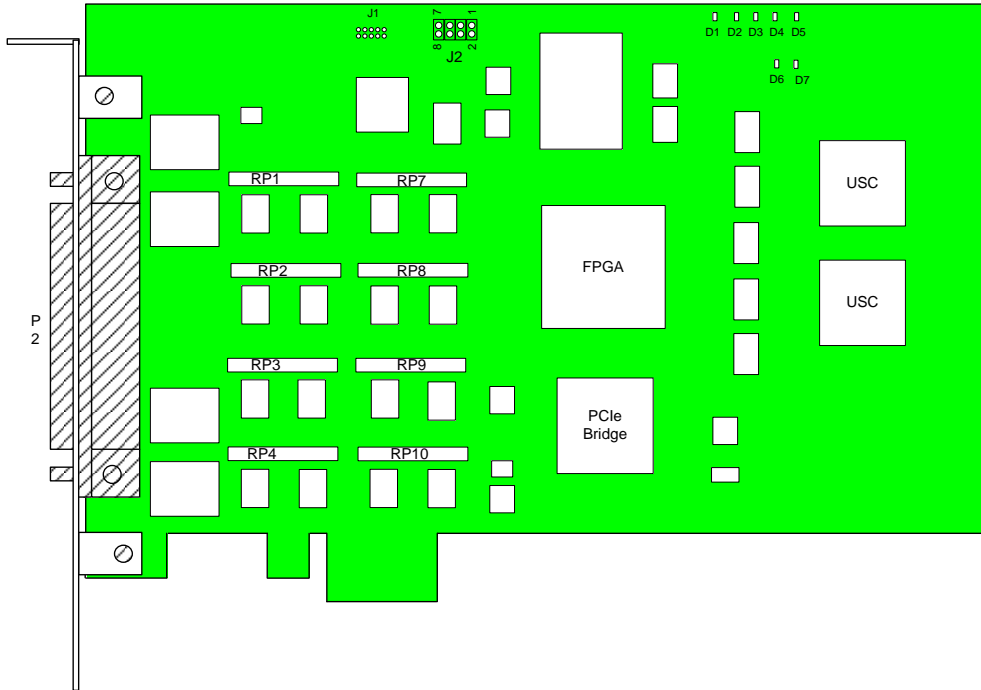 J1
7 1
8 2
J2
D1 D2 D3 D4 D5
D6 D7
RP1 RP7
USC
RP2 RP8
FPGA
USC
P
2
RP3 RP9
PCIe
Bridge
RP4 RP10